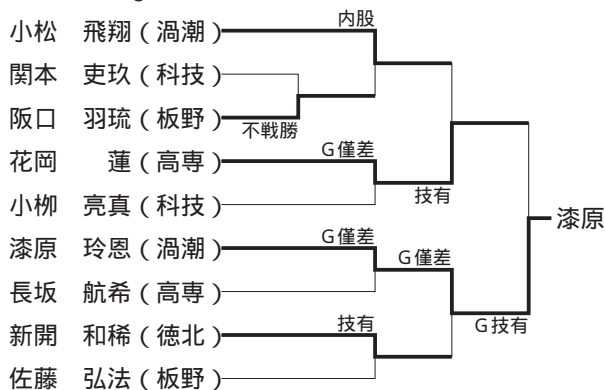 内股
小松 飛翔(渦潮)
関本 吏玖(科技)
阪口 羽琉(板野)
不戦勝
花岡 蓮(高専)
G僅差
小栁 亮真(科技)
技有
漆原 玲恩(渦潮)
G僅差
G僅差
漆原
長坂 航希(高専)
新開 和稀(徳北)
技有
G技有
佐藤 弘法(板野)